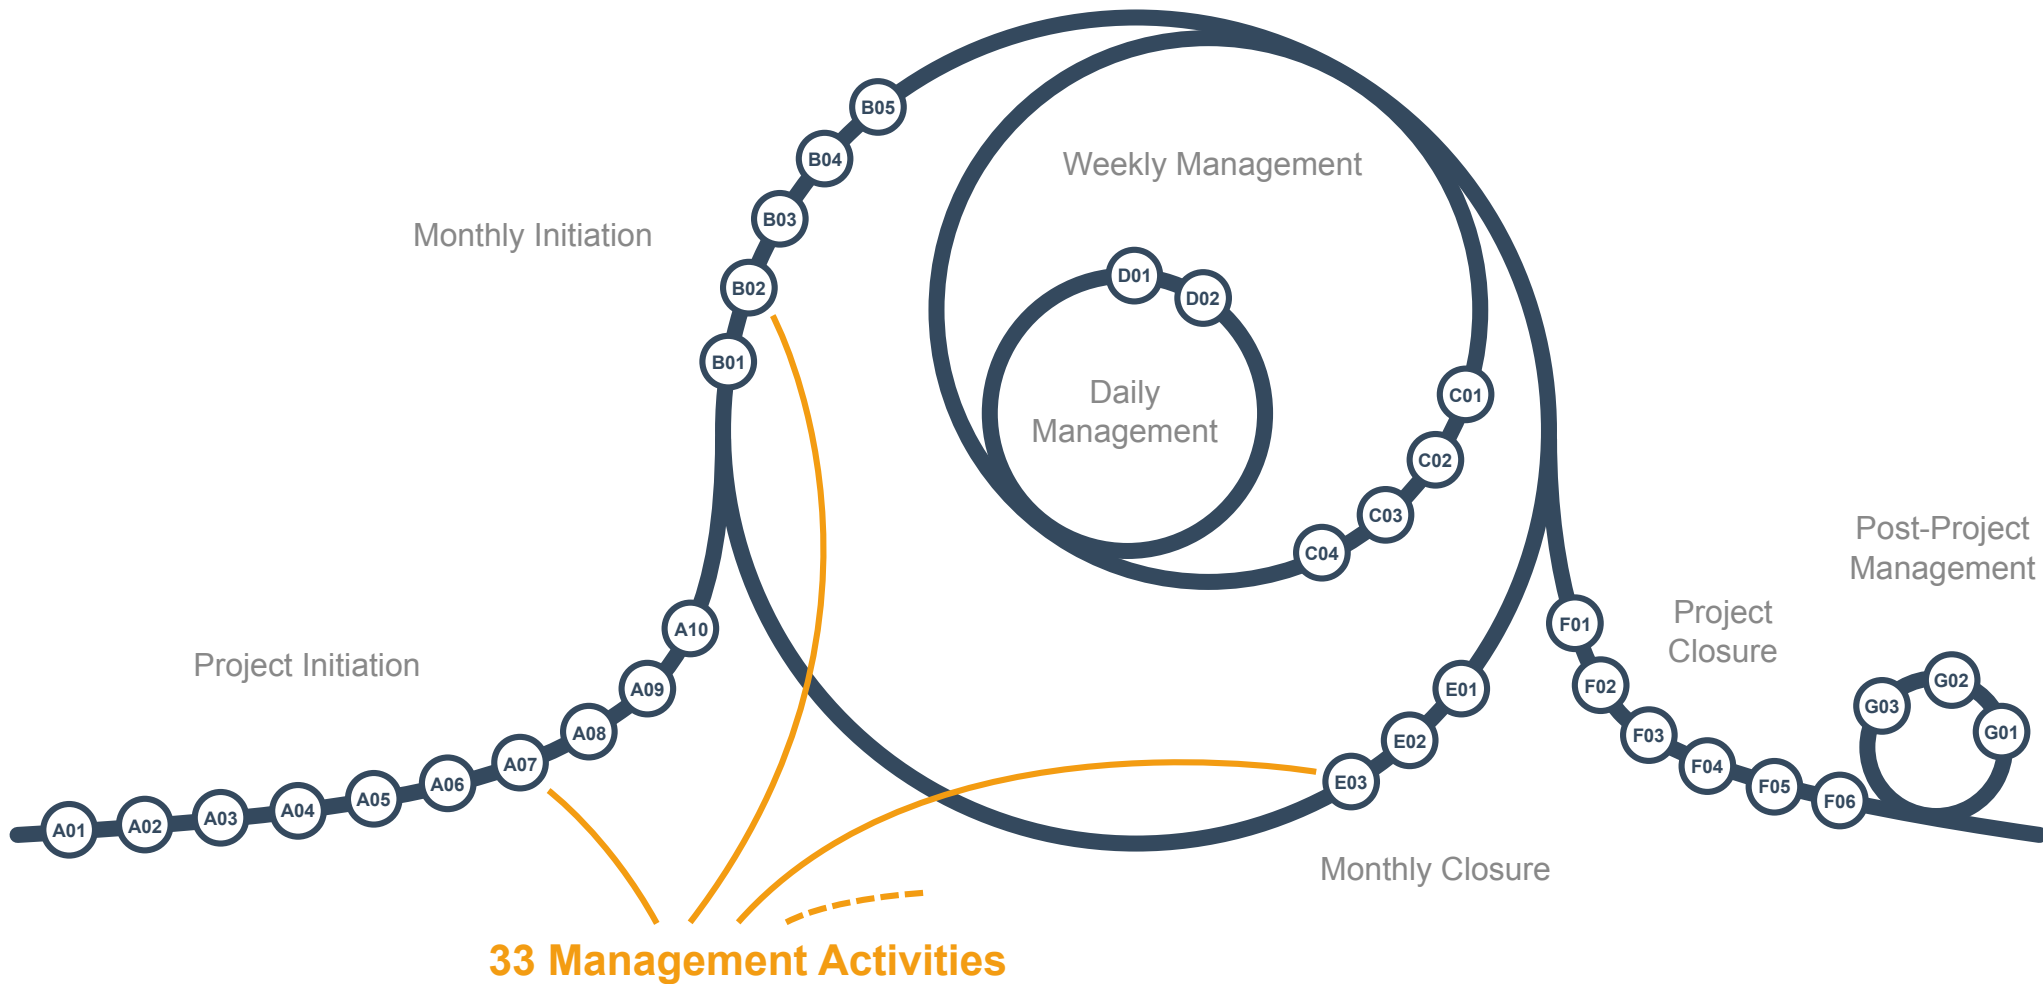 Project Initiation
A01
A02
A03
A04
A05
A06
A07
A08
A09
A10
Monthly Initiation
B01
B02
B03
B04
B05
Weekly Management
C01
C02
C03
C04
Daily
Management
D01
D02
Monthly Closure
E01
E02
E03
Project
Closure
F01
F02
F03
F04
F05
F06
Post-Project
Management
G01
G02
G03
33 Management Activities